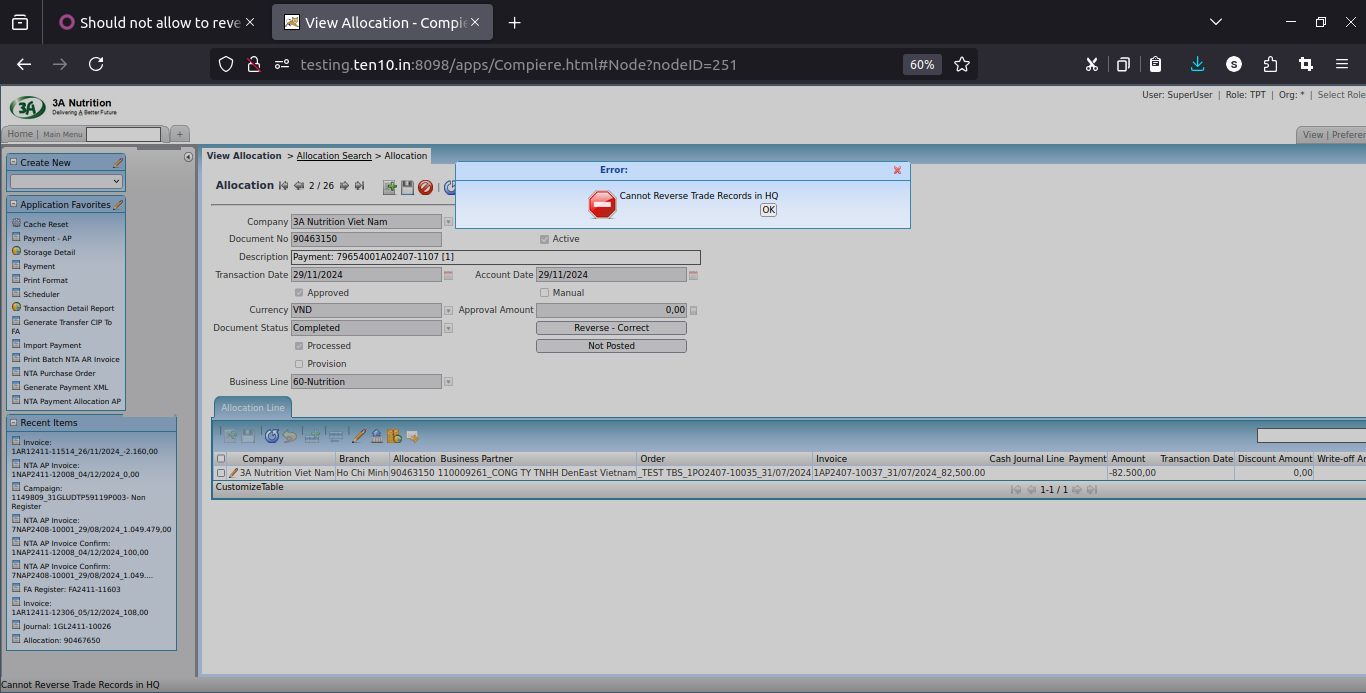 Should not allow to reve
View Allocation - Compie
testing.ten10.in:8098/apps/Compiere.html#Node?nodeID=251
60%
S
3A
3A Nutrition
Delivering A Better Future
User: SuperUser | Role: TPT | Org: * | Select Role
Home | Main Menu
+
View | Preferen
Create New
Application Favorites
Cache Reset
Payment - AP
Storage Detail
Payment
Print Format
Scheduler
Transaction Detail Report
Generate Transfer CIP To
FA
Import Payment
Print Batch NTA AR Invoice
NTA Purchase Order
Generate Payment XML
NTA Payment Allocation AP
Recent Items
Invoice:
1AR12411-11514_26/11/2024_-2.160,00
NTA AP Invoice:
1NAP2411-12008_04/12/2024_0,00
Campaign:
1149809_31GLUDTP59119P003- Non
Register
NTA AP Invoice:
7NAP2408-10001_29/08/2024_1.049.479,00
NTA AP Invoice Confirm:
1NAP2411-12008_04/12/2024_100,00
NTA AP Invoice Confirm:
7NAP2408-10001_29/08/2024_1.049....
FA Register: FA2411-11603
Invoice:
1AR12411-12306_05/12/2024_108,00
Journal: 1GL2411-10026
Allocation: 90467650
View Allocation > Allocation Search > Allocation
Allocation 2 / 26
Error:
Cannot Reverse Trade Records in HQ
OK
Company 3A Nutrition Viet Nam
Document No 90463150 Active
Description Payment: 79654001A02407-1107 [1]
Transaction Date 29/11/2024 Account Date 29/11/2024
Approved Manual
Currency VND Approval Amount 0,00
Document Status Completed Reverse - Correct
Processed Not Posted
Provision
Business Line 60-Nutrition
Allocation Line
Company Branch Allocation Business Partner Order Invoice Cash Journal Line Payment Amount Transaction Date Discount Amount Write-off Am
3A Nutrition Viet Nam Ho Chi Minh 90463150 110009261_CONG TY TNHH DenEast Vietnam _TEST TBS_1PO2407-10035_31/07/2024 1AP2407-10037_31/07/2024_82,500.00 -82.500,00 0,00
CustomizeTable 1-1 / 1
Cannot Reverse Trade Records in HQ